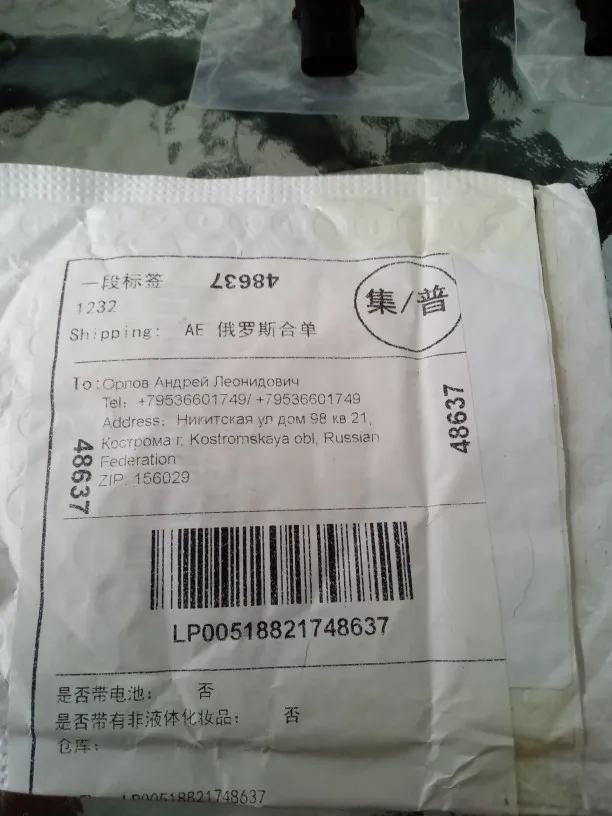 一段标签 48637
1232
集/普
Shipping: AE 俄罗斯合单
To:Орлов Андрей Леонидович
Tel: +79536601749/ +79536601749
Address: Никитская ул дом 98 кв 21,
Кострома г, Kostromskaya obl, Russian
Federation
ZIP: 156029
48637
48637
LP00518821748637
是否带电池: 否
是否带有非液体化妆品: 否
仓库:
LP00518821748637